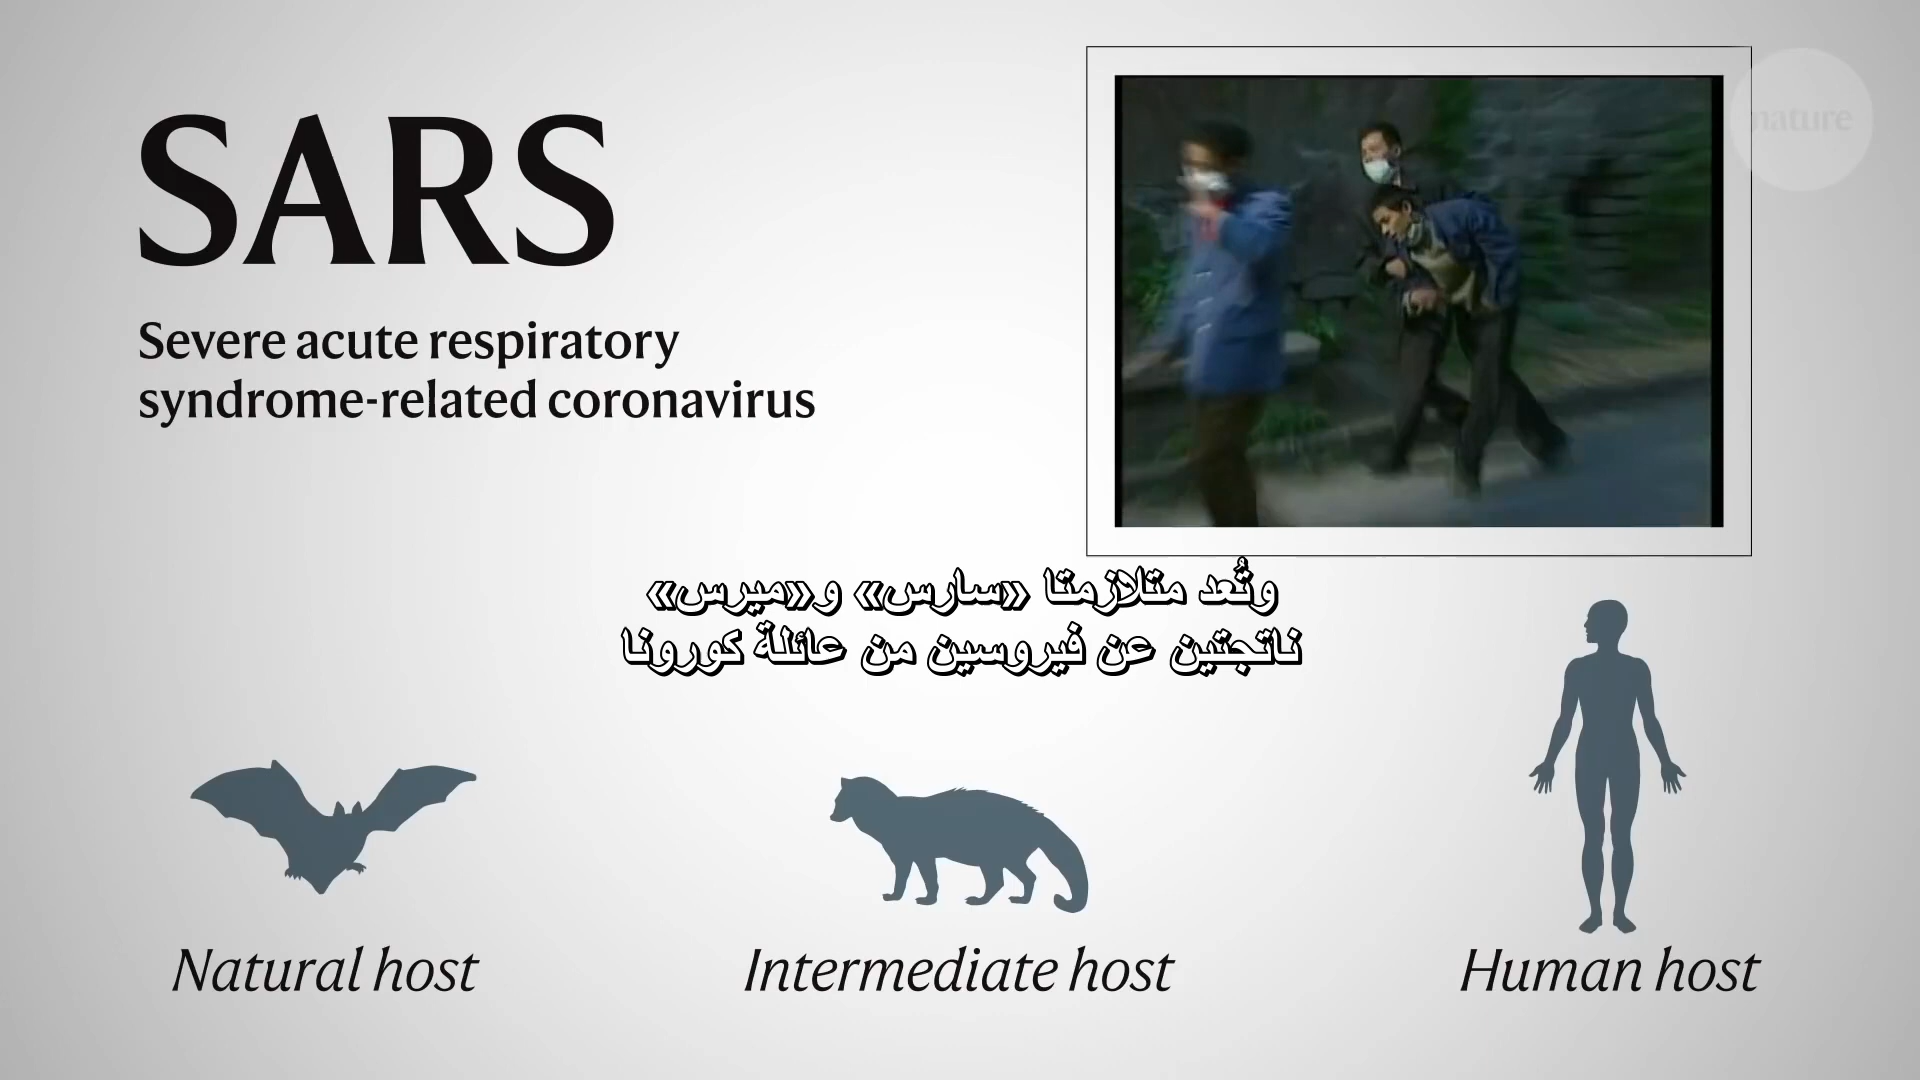 SARS
nature
Severe acute respiratory
syndrome-related coronavirus
وتُعد متلازمتا «سارس» و«ميرس»
ناتجتين عن فيروسين من عائلة كورونا
Natural host
Intermediate host
Human host